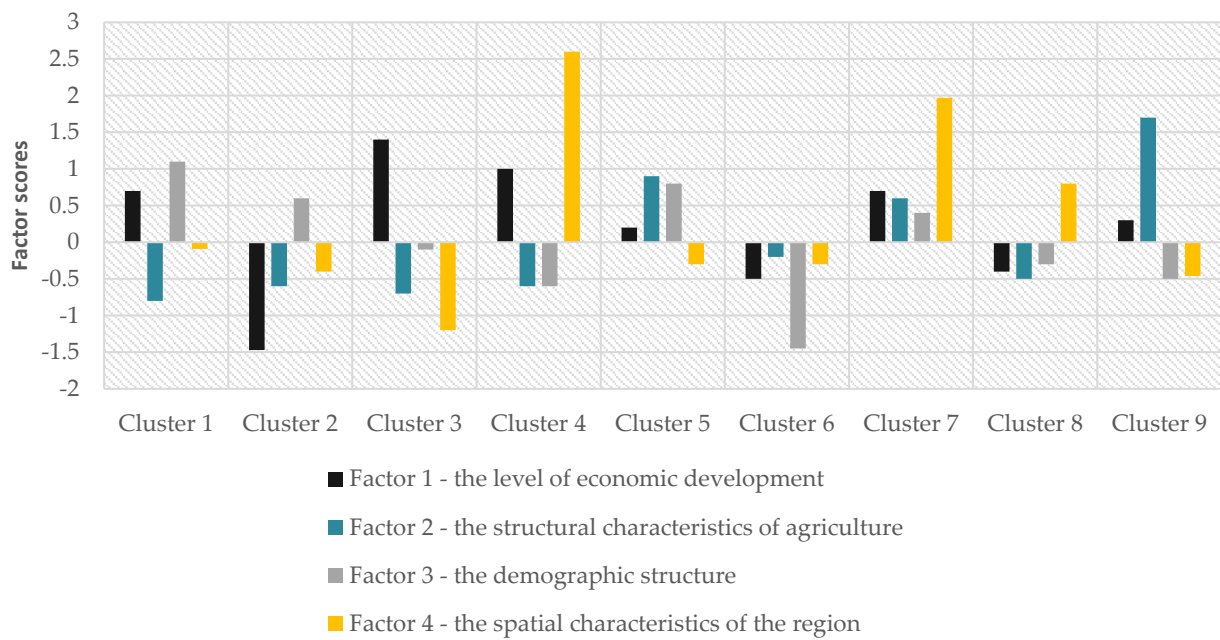 3
2.5
2
1.5
1
0.5
0
-0.5
-1
-1.5
-2
Factor scores
Cluster 1 Cluster 2 Cluster 3 Cluster 4 Cluster 5 Cluster 6 Cluster 7 Cluster 8 Cluster 9
Factor 1 - the level of economic development
Factor 2 - the structural characteristics of agriculture
Factor 3 - the demographic structure
Factor 4 - the spatial characteristics of the region